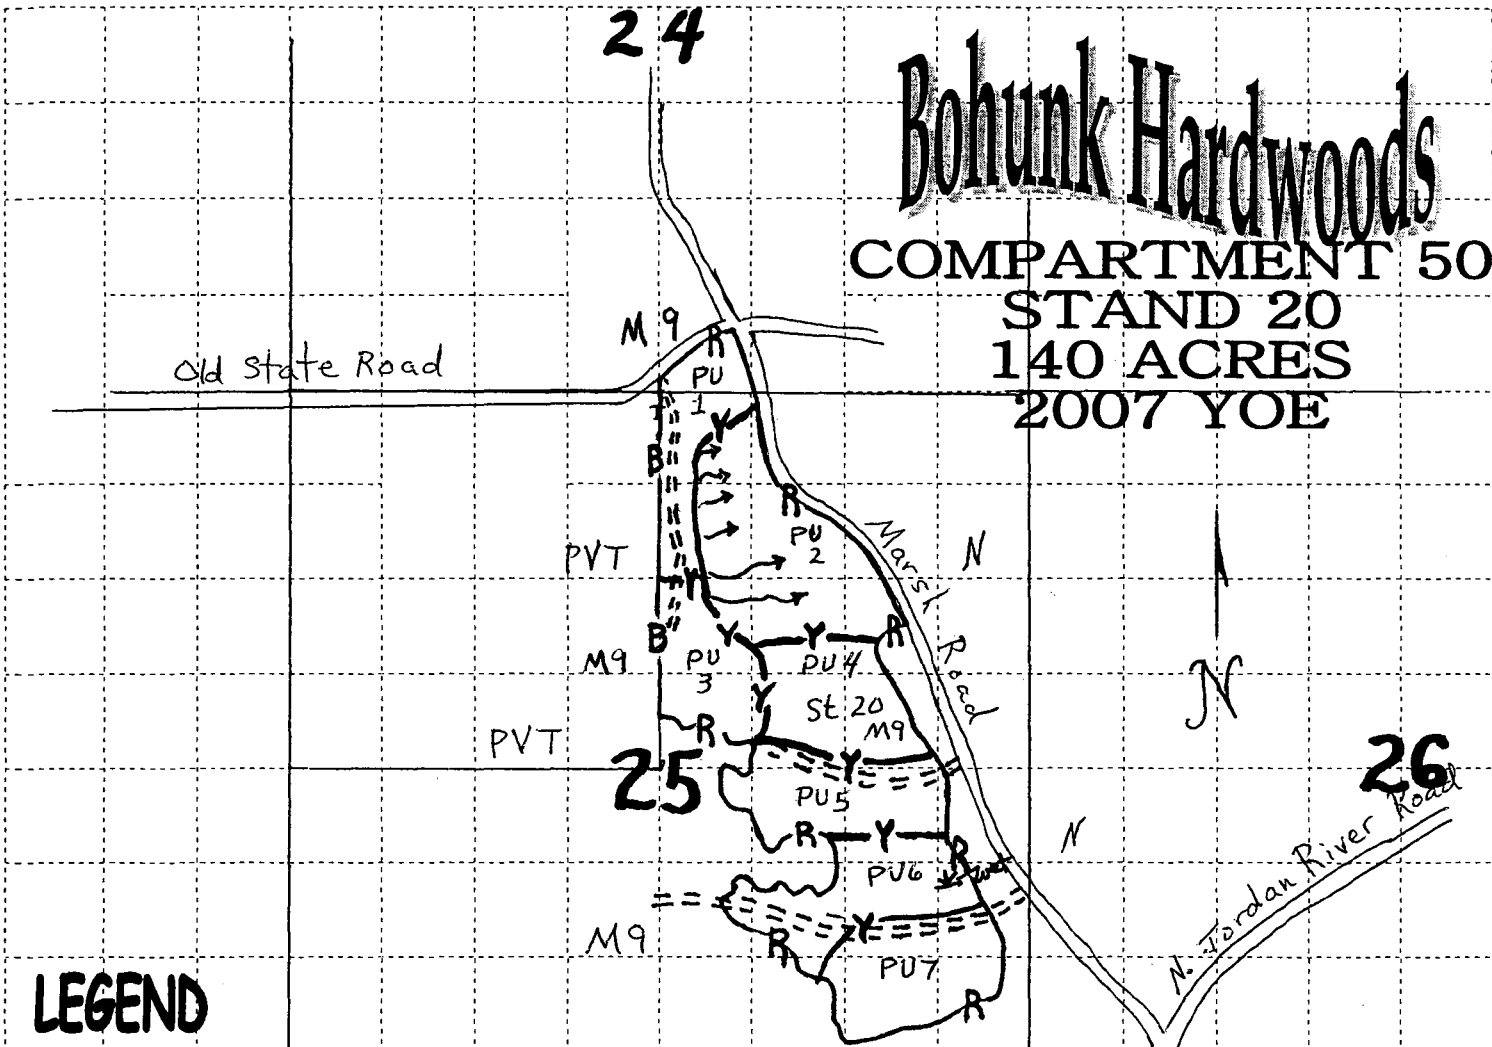 24
Bohunk Hardwoods
COMPARTMENT 50
STAND 20
140 ACRES
2007 YOE
M 9
R
Old State Road
PU
1
Y
B
R
PU
2
Marsh Road
N
PVT
Y
B
Y
Y
R
M9
PU
3
PU4
Y
St 20
M9
N
R
PVT
25
Y
26
PU5
R
Y
R
N
PU6
N. Jordan River Road
Y
M9
R
PU7
R
LEGEND